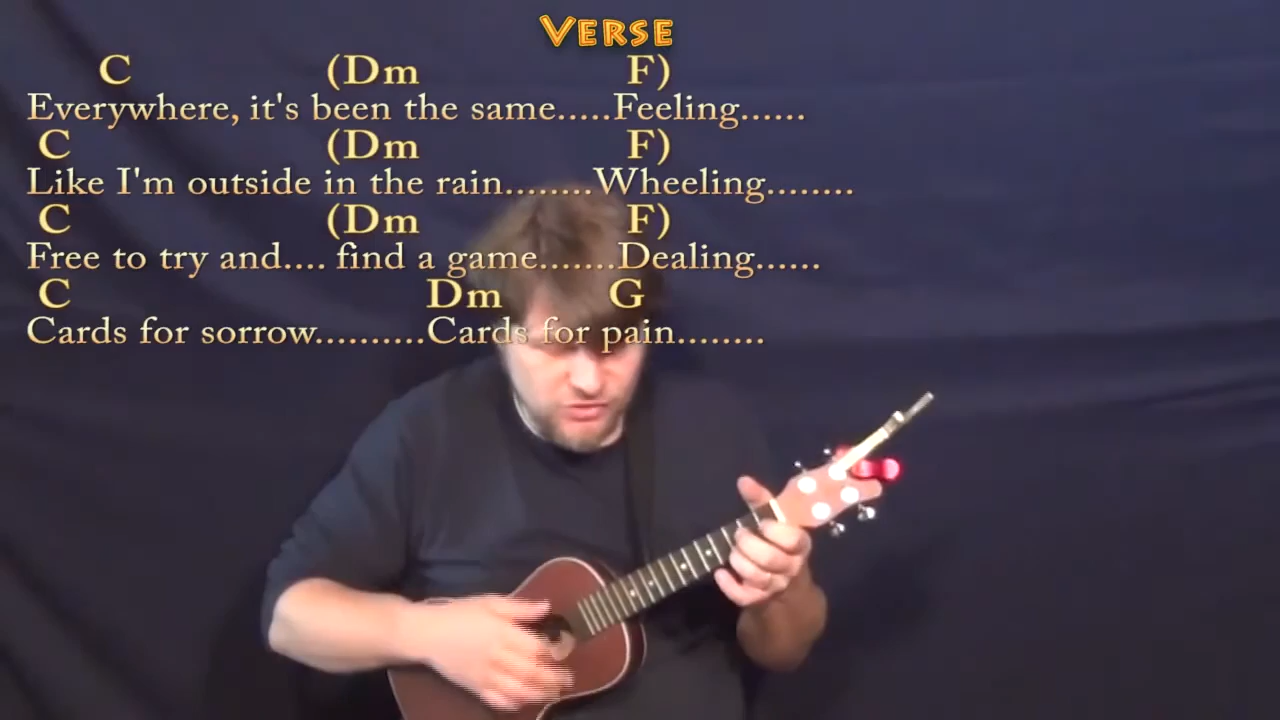 VERSE
C (Dm F)
Everywhere, it's been the same.....Feeling......
C (Dm F)
Like I'm outside in the rain........Wheeling........
C (Dm F)
Free to try and.... find a game.......Dealing......
C Dm G
Cards for sorrow..........Cards for pain........